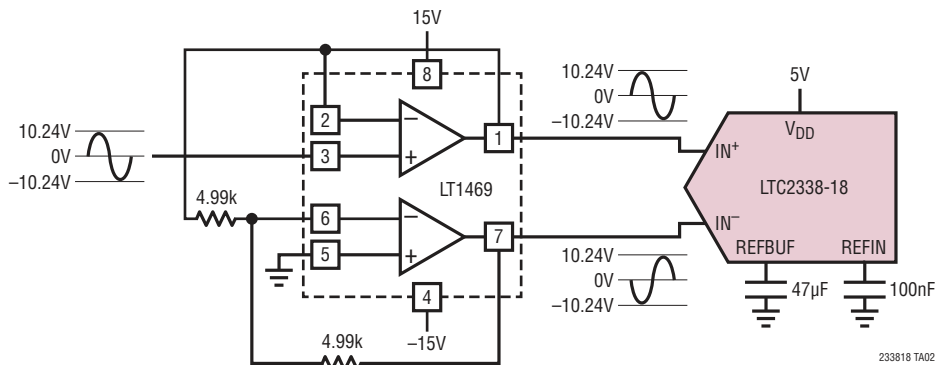 15V
8
10.24V
0V
–10.24V
5V
V_DD
2
–
1
IN⁺
10.24V
0V
–10.24V
3
+
LT1469
LTC2338-18
4.99k
6
–
7
IN⁻
5
+
REFBUF
REFIN
4
–15V
10.24V
0V
–10.24V
47µF
100nF
4.99k
233818 TA02